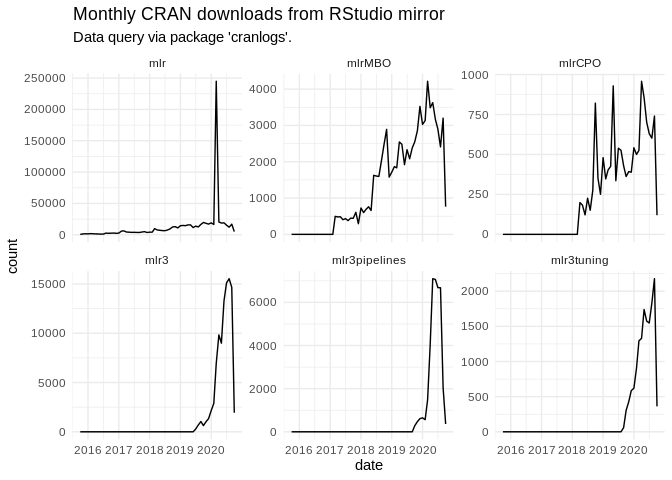 Monthly CRAN downloads from RStudio mirror
Data query via package 'cranlogs'.
mlr
mlrMBO
mlrCPO
250000
200000
150000
100000
50000
0
4000
3000
2000
1000
0
1000
750
500
250
0
count
mlr3
mlr3pipelines
mlr3tuning
15000
10000
5000
0
6000
4000
2000
0
2000
1500
1000
500
0
2016 2017 2018 2019 2020
2016 2017 2018 2019 2020
2016 2017 2018 2019 2020
date